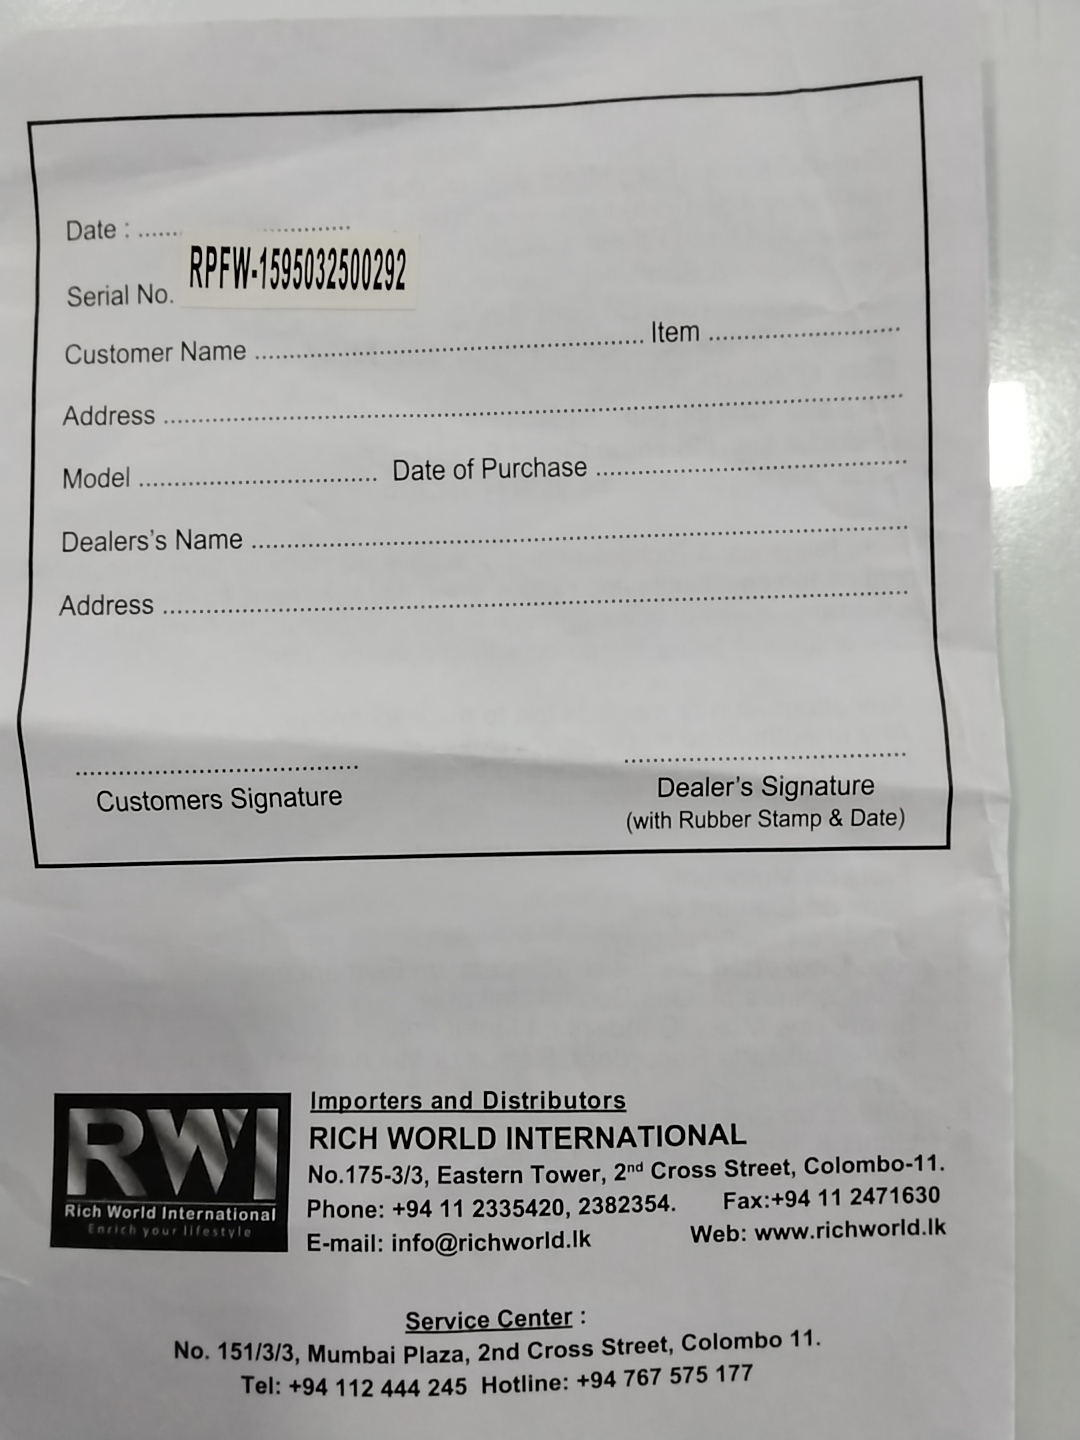 Date : ...... ....................
RPFW-1595032500292
Serial No.
Customer Name .............................................................. Item ..............................
Address ........................................................................................................................
Model ...................................... Date of Purchase ..................................................
Dealers's Name ..........................................................................................................
Address ........................................................................................................................
.............................................
Customers Signature
.............................................
Dealer's Signature
(with Rubber Stamp & Date)
RWI
Rich World International
Enrich your lifestyle
Importers and Distributors
RICH WORLD INTERNATIONAL
No.175-3/3, Eastern Tower, 2nd Cross Street, Colombo-11.
Phone: +94 11 2335420, 2382354. Fax:+94 11 2471630
E-mail: info@richworld.lk Web: www.richworld.lk
Service Center :
No. 151/3/3, Mumbai Plaza, 2nd Cross Street, Colombo 11.
Tel: +94 112 444 245 Hotline: +94 767 575 177